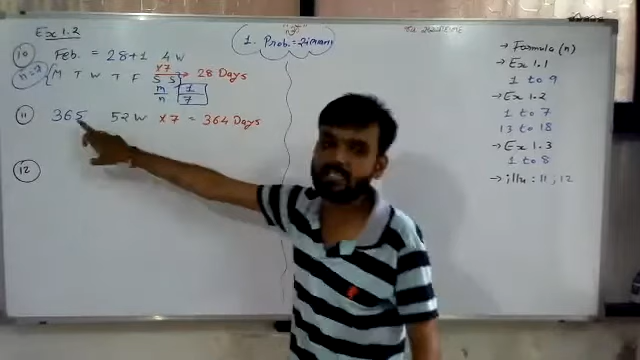 Ex 1.2
10 Feb. = 28+1 4 W
x7
n=7 M T W T F S S → 28 Days
m/n 1/7
11 365 52 W x 7 = 364 Days
12
1. Prob.=
→ Formula (n)
→ Ex 1.1
1 to 9
→ Ex 1.2
1 to 7
13 to 18
→ Ex 1.3
1 to 8
→ illu : 11 ; 12